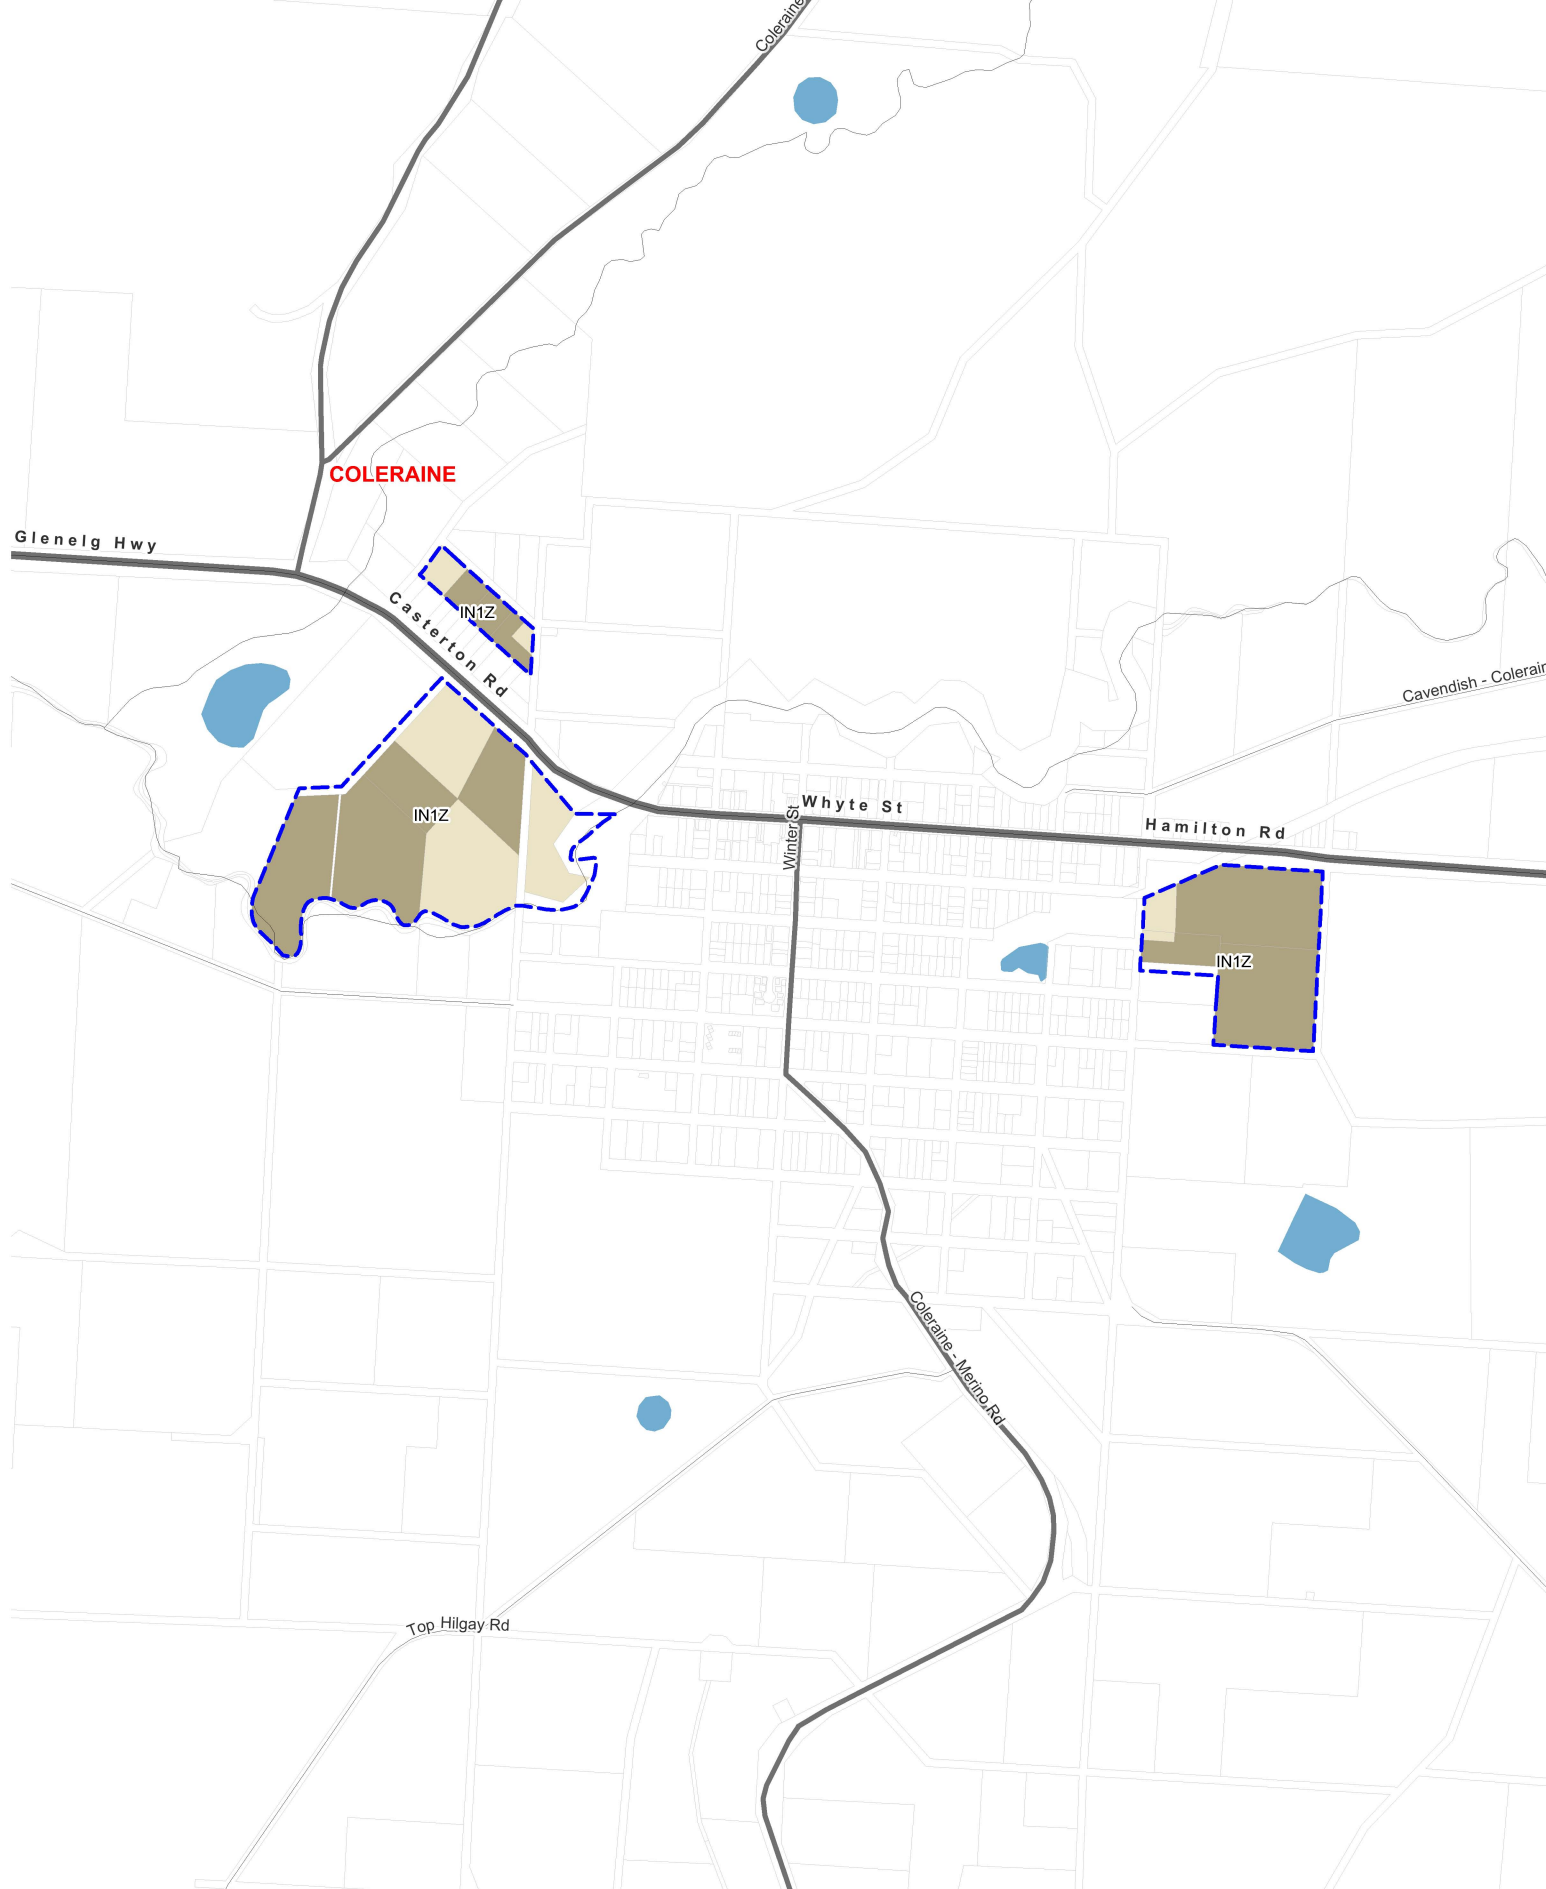 Coleraine
COLERAINE
Glenelg Hwy
Casterton Rd
IN1Z
Cavendish - Colerain
IN1Z
Whyte St
Winter St
Hamilton Rd
IN1Z
Coleraine - Merino Rd
Top Hilgay Rd